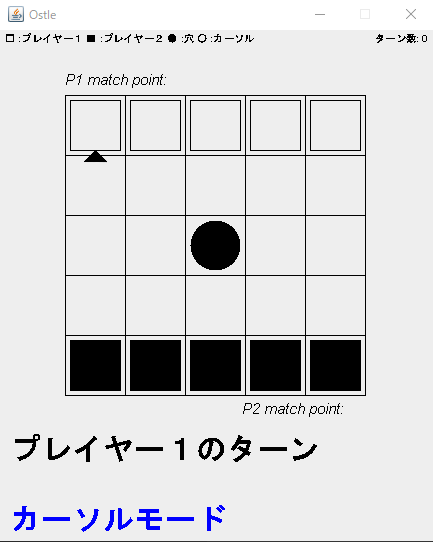 Ostle
□ :プレイヤー1 ■ :プレイヤー2 ● :穴 ○ :カーソル ターン数: 0
P1 match point:
P2 match point:
プレイヤー1のターン
カーソルモード